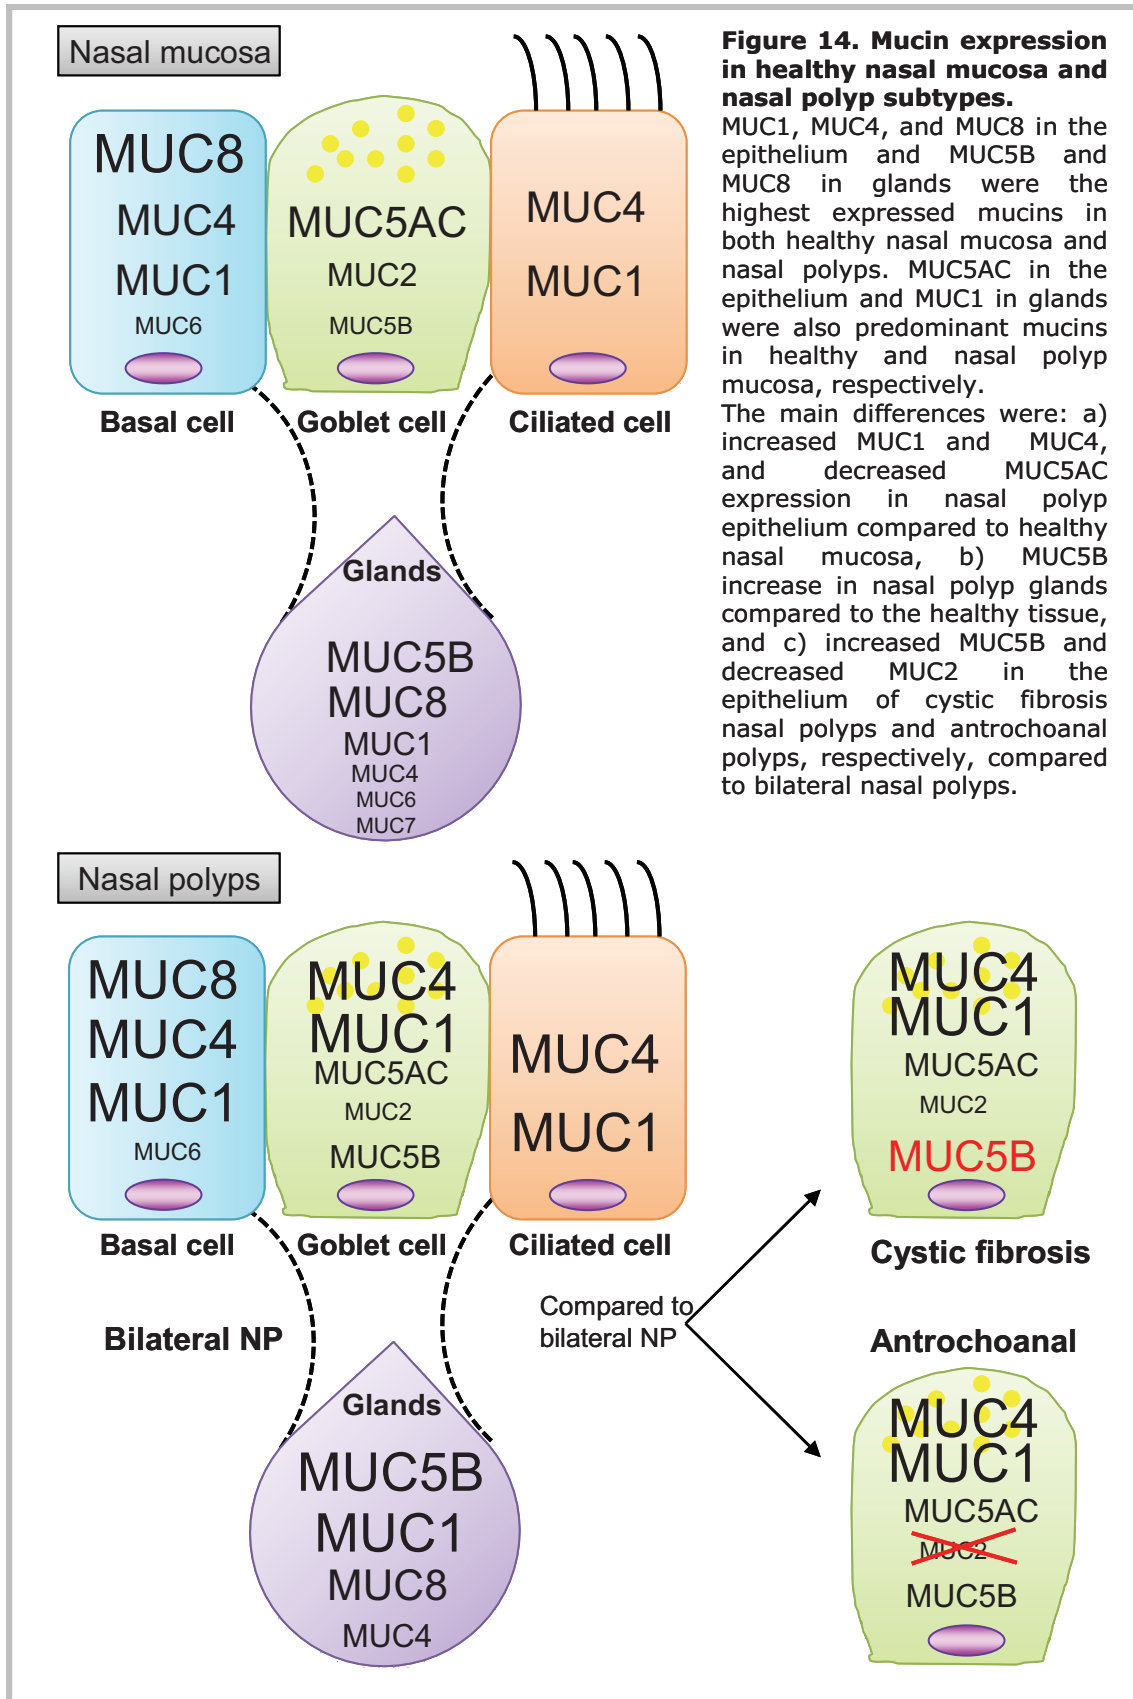 Nasal mucosa
MUC8
MUC4
MUC1
MUC6
Basal cell
MUC5AC
MUC2
MUC5B
Goblet cell
MUC4
MUC1
Ciliated cell
Glands
MUC5B
MUC8
MUC1
MUC4
MUC6
MUC7
Figure 14. Mucin expression
in healthy nasal mucosa and
nasal polyp subtypes.
MUC1, MUC4, and MUC8 in the
epithelium and MUC5B and
MUC8 in glands were the
highest expressed mucins in
both healthy nasal mucosa and
nasal polyps. MUC5AC in the
epithelium and MUC1 in glands
were also predominant mucins
in healthy and nasal polyp
mucosa, respectively.
The main differences were: a)
increased MUC1 and MUC4,
and decreased MUC5AC
expression in nasal polyp
epithelium compared to healthy
nasal mucosa, b) MUC5B
increase in nasal polyp glands
compared to the healthy tissue,
and c) increased MUC5B and
decreased MUC2 in the
epithelium of cystic fibrosis
nasal polyps and antrochoanal
polyps, respectively, compared
to bilateral nasal polyps.
Nasal polyps
MUC8
MUC4
MUC1
MUC6
Basal cell
MUC4
MUC1
MUC5AC
MUC2
MUC5B
Goblet cell
MUC4
MUC1
Ciliated cell
Bilateral NP
Glands
MUC5B
MUC1
MUC8
MUC4
Compared to
bilateral NP
MUC4
MUC1
MUC5AC
MUC2
MUC5B
Cystic fibrosis
Antrochoanal
MUC4
MUC1
MUC5AC
MUC2
MUC5B